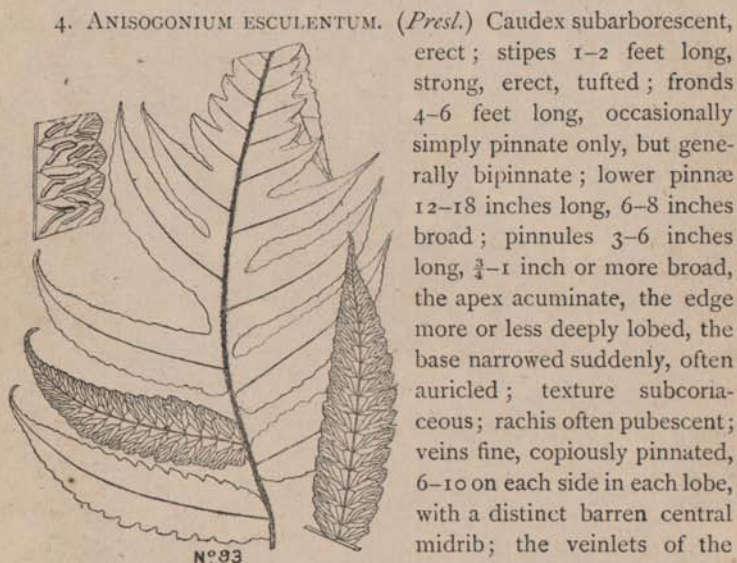 4. ANISOGONIUM ESCULENTUM. (Presl.) Caudex subarborescent,
erect; stipes 1–2 feet long,
strong, erect, tufted; fronds
4–6 feet long, occasionally
simply pinnate only, but gene-
rally bipinnate; lower pinnæ
12–18 inches long, 6–8 inches
broad; pinnules 3–6 inches
long, ¾–1 inch or more broad,
the apex acuminate, the edge
more or less deeply lobed, the
base narrowed suddenly, often
auricled; texture subcoria-
ceous; rachis often pubescent;
veins fine, copiously pinnated,
6–10 on each side in each lobe,
with a distinct barren central
midrib; the veinlets of the
Nº 93